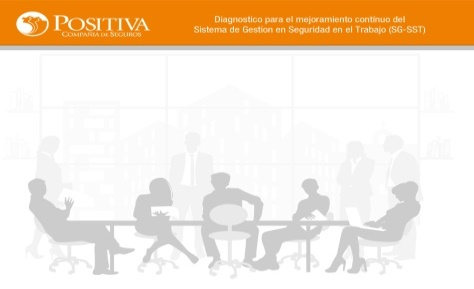 POSITIVA
COMPAÑÍA DE SEGUROS
Diagnostico para el mejoramiento continuo del
Sistema de Gestion en Seguridad en el Trabajo (SG-SST)